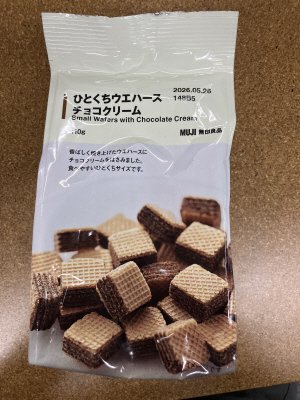 ひとくちウエハース
チョコクリーム
Small Wafers with Chocolate Cream
2026.05.26
MUJI 無印良品
香ばしく焼き上げたウエハースに
チョコクリームをはさみました。
食べやすいひとくちサイズです。